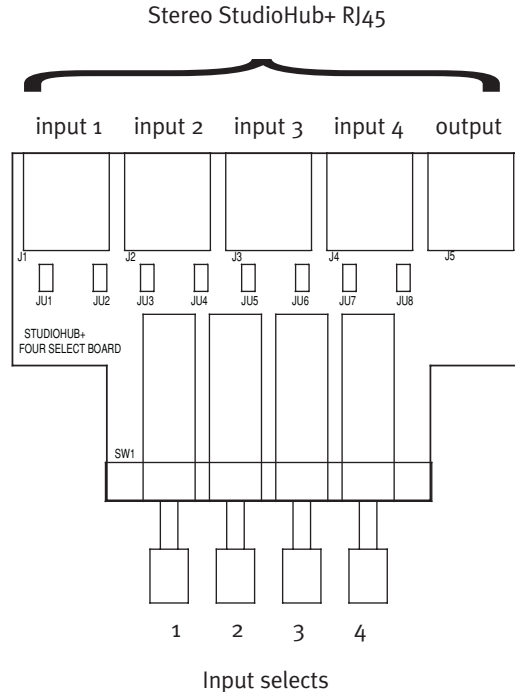 Stereo StudioHub+ RJ45
input 1 input 2 input 3 input 4 output
J1 J2 J3 J4 J5
JU1 JU2 JU3 JU4 JU5 JU6 JU7 JU8
STUDIOHUB+
FOUR SELECT BOARD
SW1
1 2 3 4
Input selects